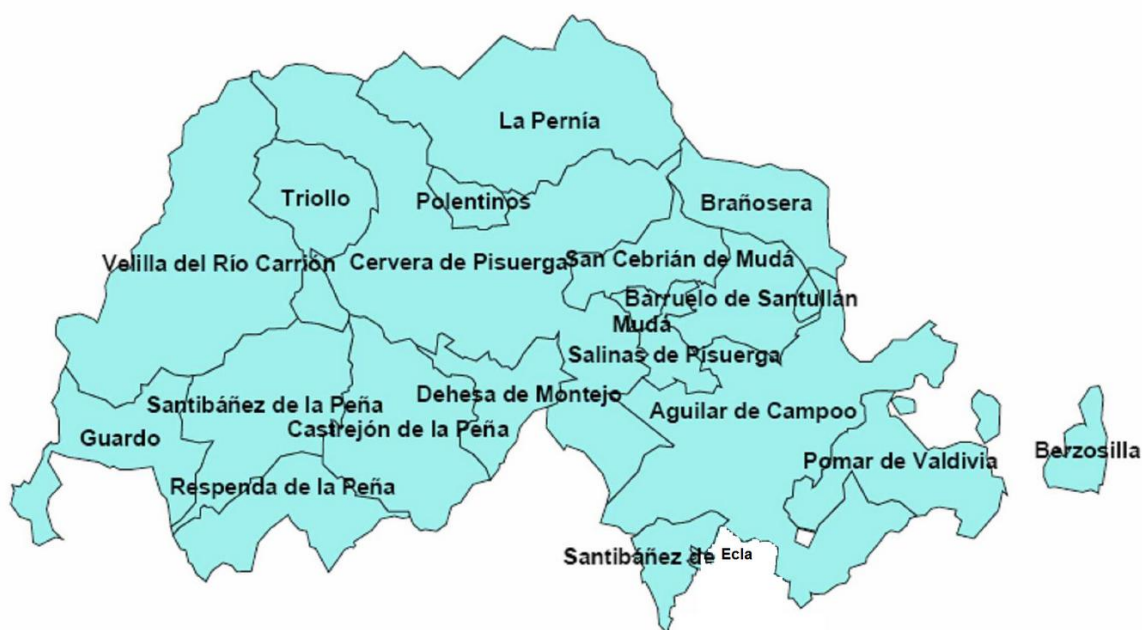 La Pernía
Triollo
Polentinos
Brañosera
Velilla del Río Carrión
Cervera de Pisuerga
San Cebrián de Mudá
Barruelo de Santullán
Mudá
Salinas de Pisuerga
Dehesa de Montejo
Santibáñez de la Peña
Aguilar de Campoo
Castrejón de la Peña
Guardo
Berzosilla
Pomar de Valdivia
Respenda de la Peña
Santibáñez de Ecla